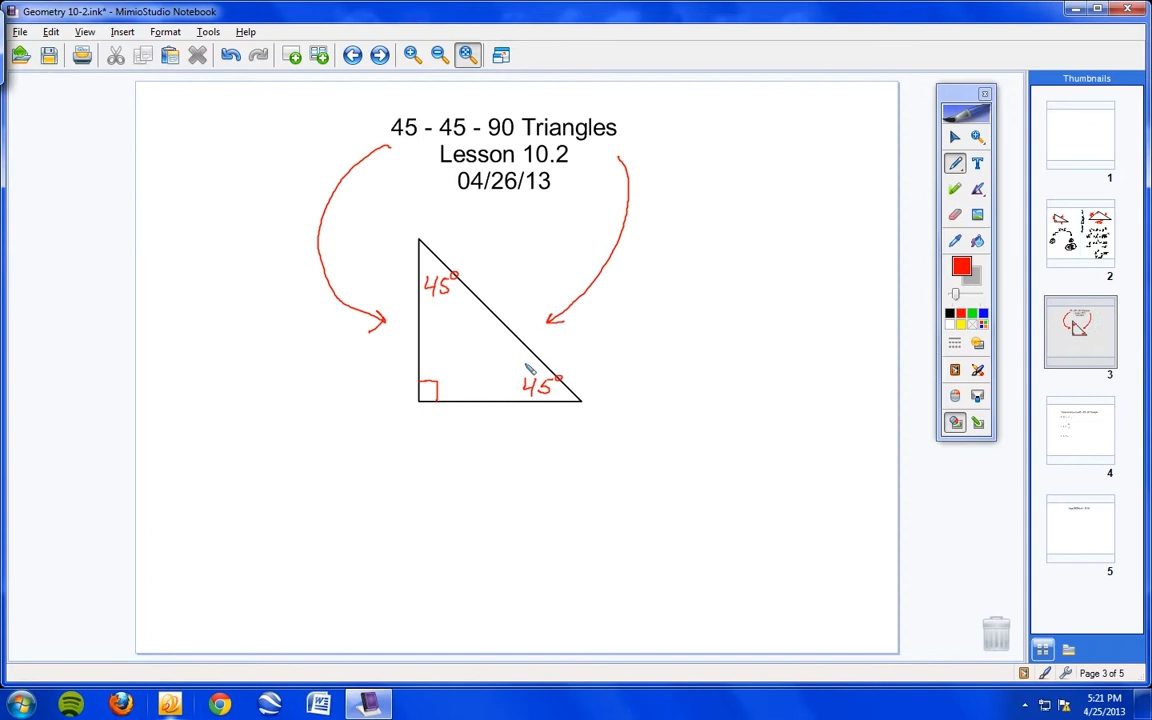 Geometry 10-2.ink* - MimioStudio Notebook
File Edit View Insert Format Tools Help
Thumbnails
45 - 45 - 90 Triangles
Lesson 10.2
04/26/13
45°
45°
1
2
3
4
5
Page 3 of 5
5:21 PM
4/25/2013